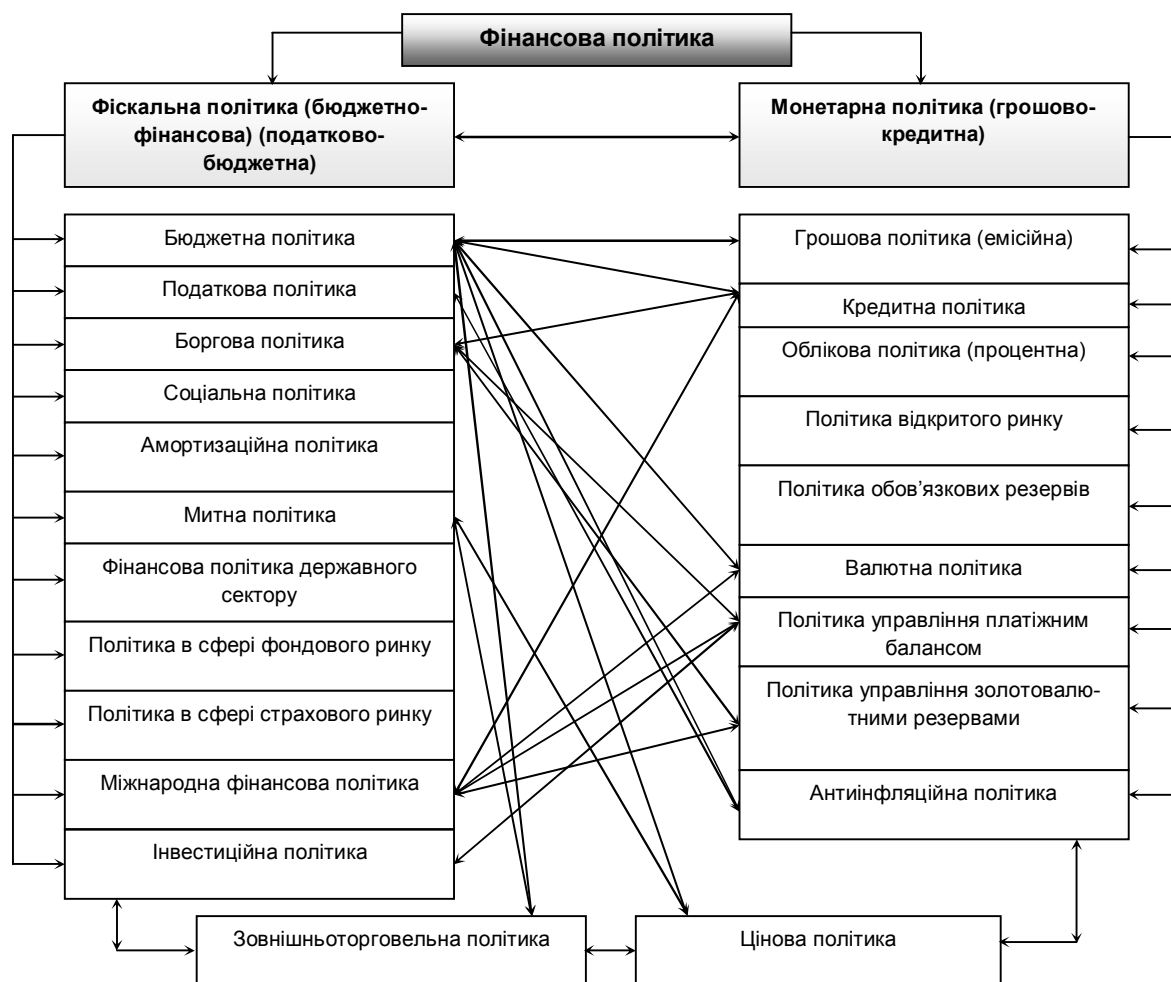 Фінансова політика
Фіскальна політика (бюджетно-
фінансова) (податково-
бюджетна)
Монетарна політика (грошово-
кредитна)
Бюджетна політика
Податкова політика
Боргова політика
Соціальна політика
Амортизаційна політика
Митна політика
Фінансова політика державного
сектору
Політика в сфері фондового ринку
Політика в сфері страхового ринку
Міжнародна фінансова політика
Інвестиційна політика
Грошова політика (емісійна)
Кредитна політика
Облікова політика (процентна)
Політика відкритого ринку
Політика обов’язкових резервів
Валютна політика
Політика управління платіжним
балансом
Політика управління золотовалю-
тними резервами
Антиінфляційна політика
Зовнішньоторговельна політика
Цінова політика